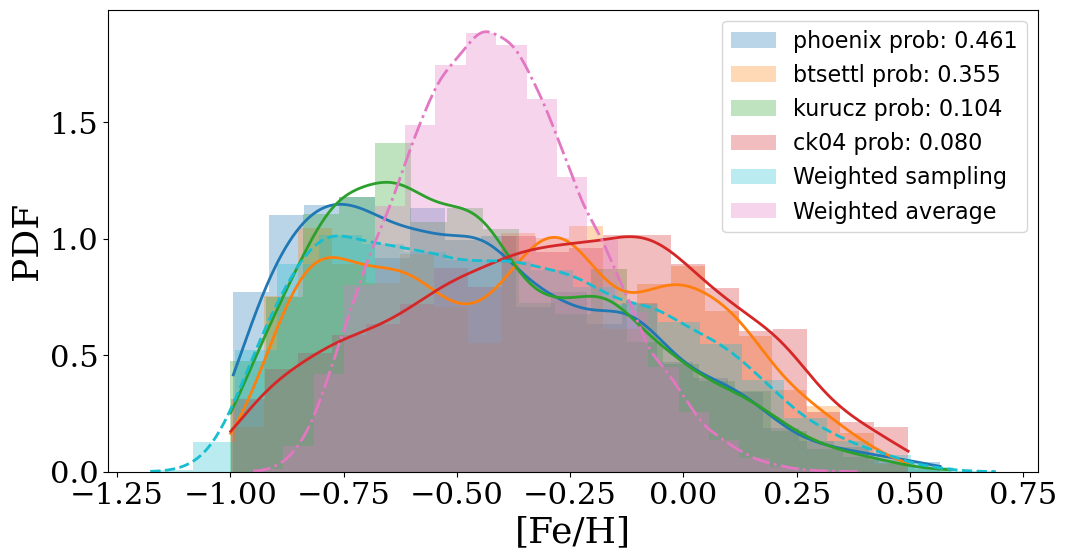 phoenix prob: 0.461
btsettl prob: 0.355
kurucz prob: 0.104
ck04 prob: 0.080
Weighted sampling
Weighted average
PDF
1.5
1.0
0.5
0.0
−1.25 −1.00 −0.75 −0.50 −0.25 0.00 0.25 0.50 0.75
[Fe/H]